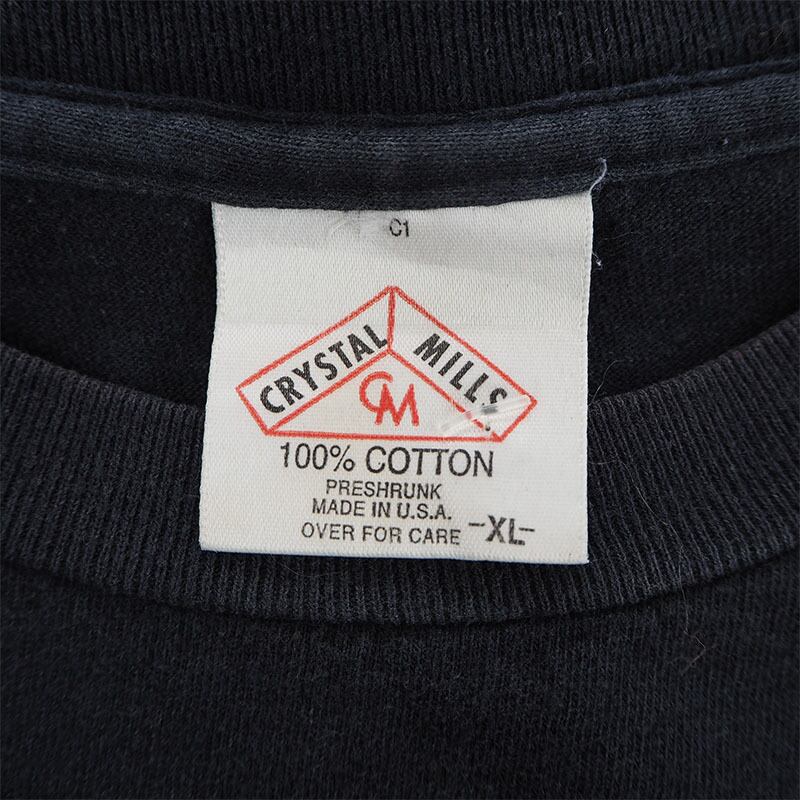 C1
CRYSTAL MILLS
CM
100% COTTON
PRESHRUNK
MADE IN U.S.A.
OVER FOR CARE -XL-